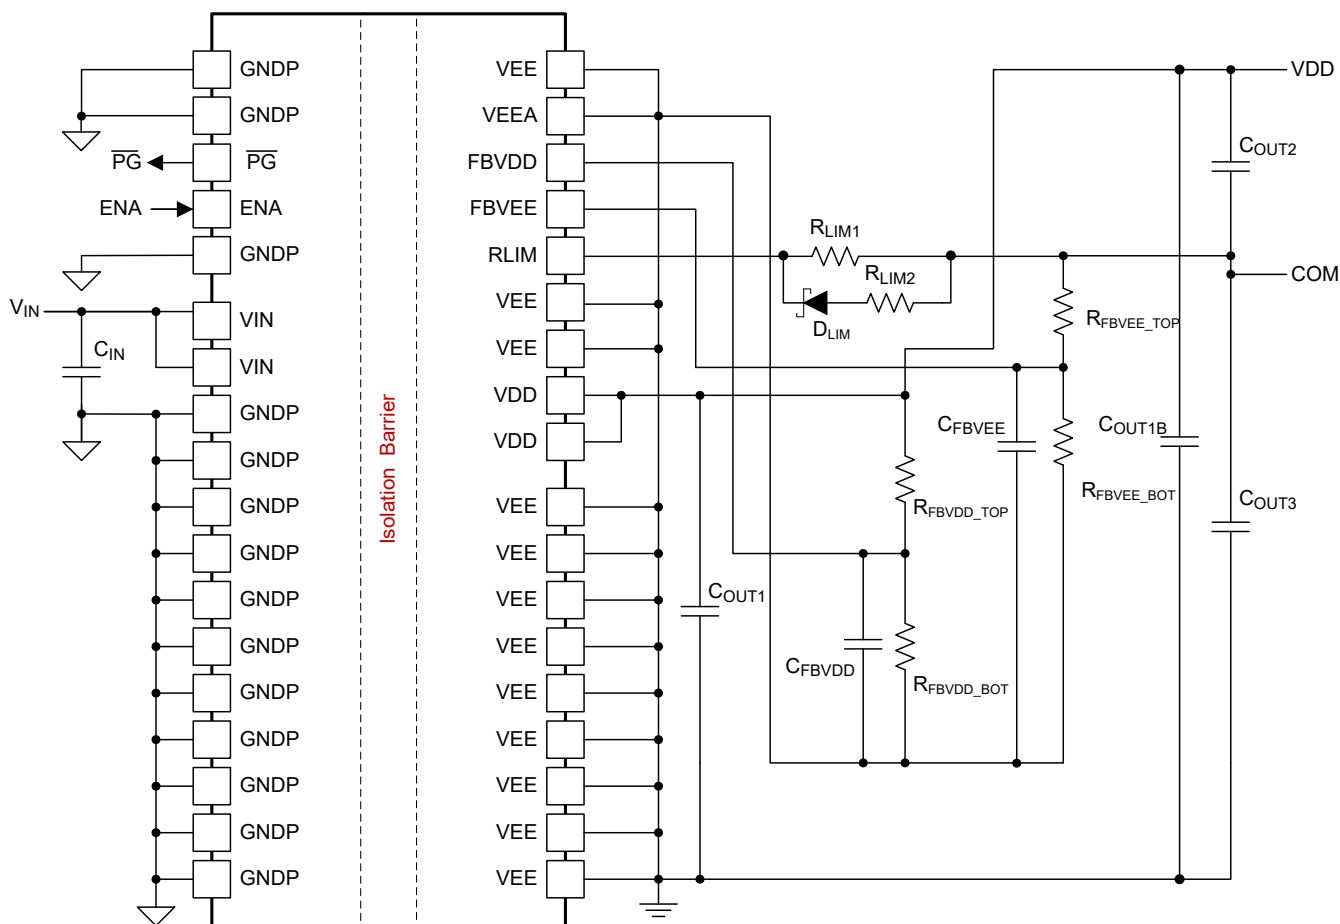 GNDP
GNDP
P̅G̅
P̅G̅
ENA
ENA
GNDP
VIN
VIN
VIN
CIN
GNDP
GNDP
GNDP
GNDP
GNDP
GNDP
GNDP
GNDP
GNDP
GNDP
GNDP
Isolation Barrier
VEE
VEEA
FBVDD
FBVEE
RLIM
VEE
VEE
VDD
VDD
VEE
VEE
VEE
VEE
VEE
VEE
VEE
VEE
VEE
RLIM1
RLIM2
DLIM
COUT1
CFBVDD
RFBVDD_TOP
RFBVDD_BOT
CFBVEE
RFBVEE_TOP
RFBVEE_BOT
COUT1B
VDD
COUT2
COM
COUT3